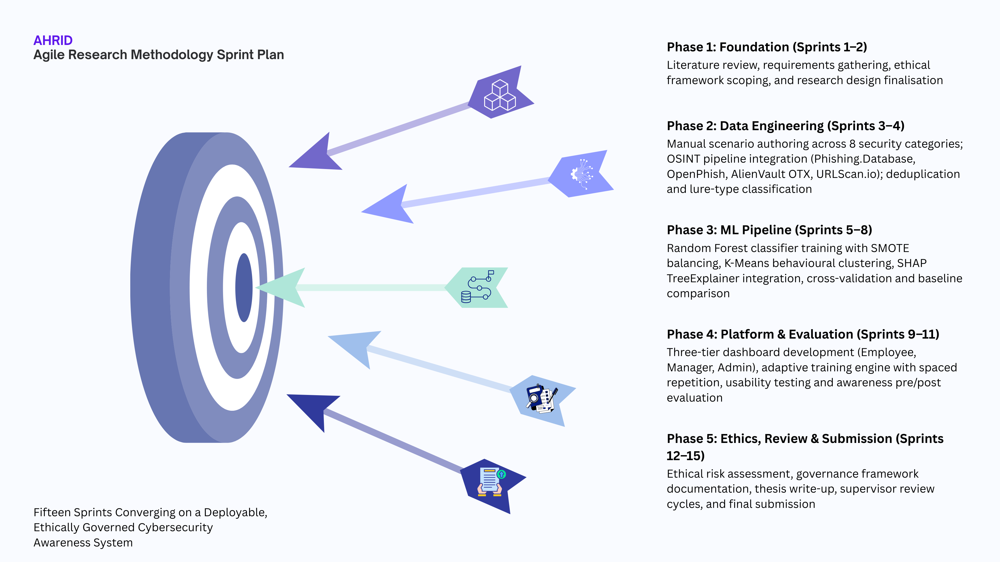 AHRID
Agile Research Methodology Sprint Plan
Phase 1: Foundation (Sprints 1–2)
Literature review, requirements gathering, ethical
framework scoping, and research design finalisation
Phase 2: Data Engineering (Sprints 3–4)
Manual scenario authoring across 8 security categories;
OSINT pipeline integration (Phishing.Database,
OpenPhish, AlienVault OTX, URLScan.io); deduplication
and lure-type classification
Phase 3: ML Pipeline (Sprints 5–8)
Random Forest classifier training with SMOTE
balancing, K-Means behavioural clustering, SHAP
TreeExplainer integration, cross-validation and baseline
comparison
Phase 4: Platform & Evaluation (Sprints 9–11)
Three-tier dashboard development (Employee,
Manager, Admin), adaptive training engine with spaced
repetition, usability testing and awareness pre/post
evaluation
Phase 5: Ethics, Review & Submission (Sprints
12–15)
Ethical risk assessment, governance framework
documentation, thesis write-up, supervisor review
cycles, and final submission
Fifteen Sprints Converging on a Deployable,
Ethically Governed Cybersecurity
Awareness System